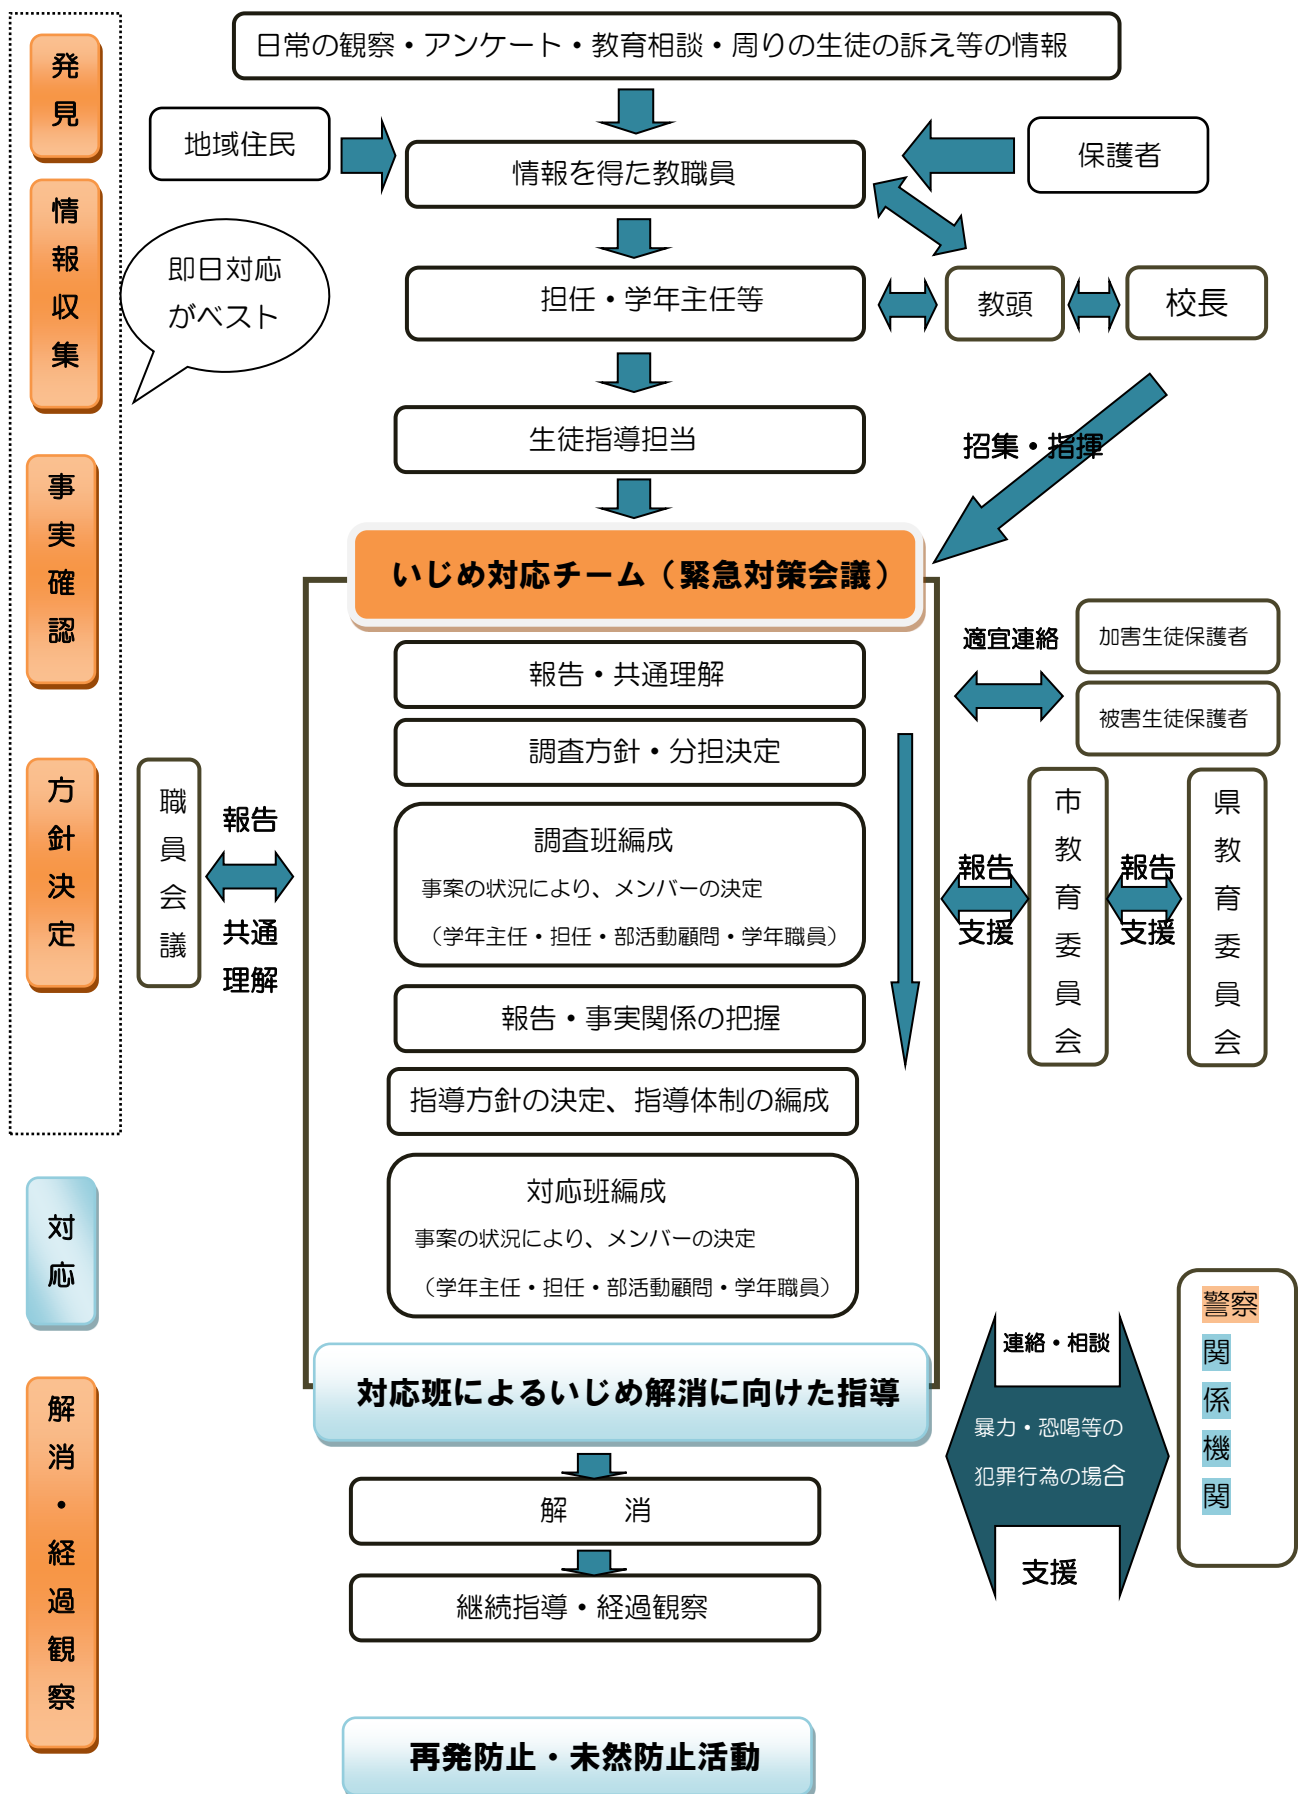 日常の観察・アンケート・教育相談・周りの生徒の訴え等の情報
発見
地域住民
情報を得た教職員
保護者
情報収集
即日対応
がベスト
担任・学年主任等
教頭
校長
生徒指導担当
招集・指揮
事実確認
いじめ対応チーム（緊急対策会議）
報告・共通理解
適宜連絡
加害生徒保護者
被害生徒保護者
調査方針・分担決定
方針決定
職員会議
報告
共通
理解
調査班編成
事案の状況により、メンバーの決定
（学年主任・担任・部活動顧問・学年職員）
報告
支援
市教育委員会
報告
支援
県教育委員会
報告・事実関係の把握
指導方針の決定、指導体制の編成
対応
対応班編成
事案の状況により、メンバーの決定
（学年主任・担任・部活動顧問・学年職員）
対応班によるいじめ解消に向けた指導
連絡・相談
暴力・恐喝等の
犯罪行為の場合
支援
警察
関
係
機
関
解消・経過観察
解　　消
継続指導・経過観察
再発防止・未然防止活動